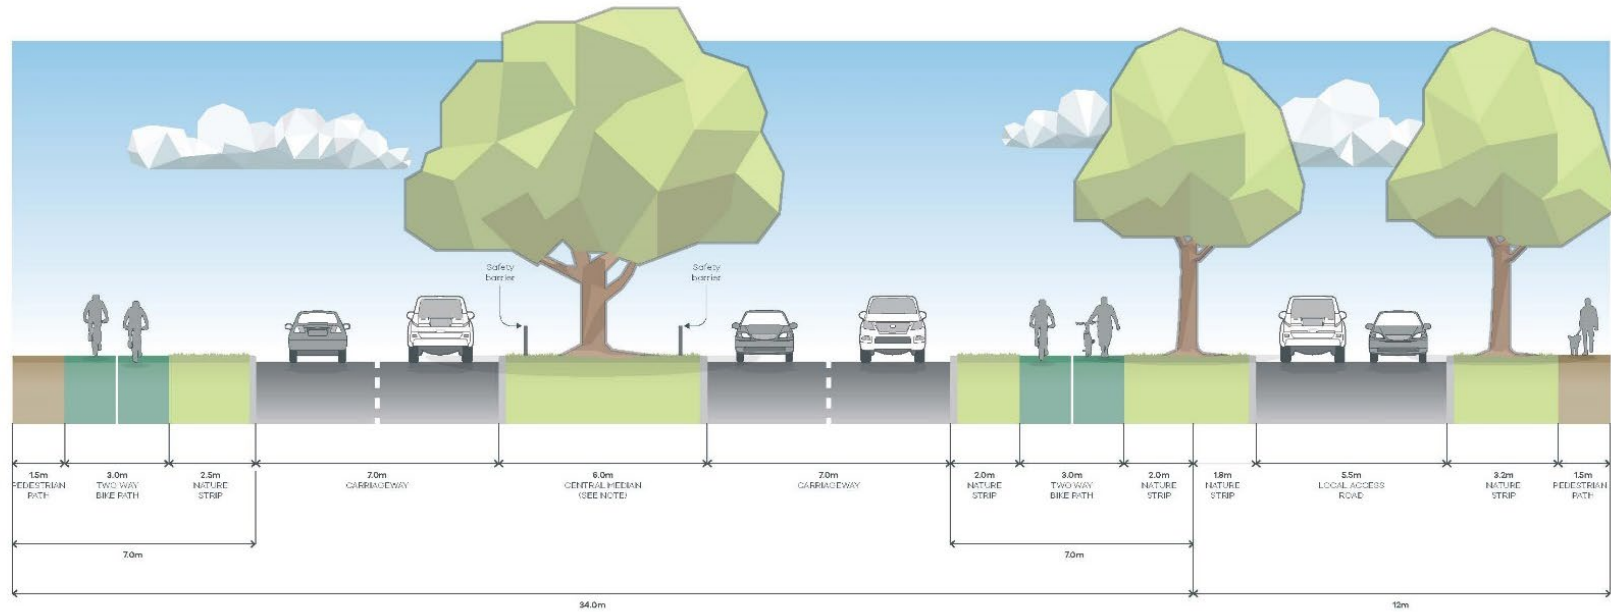 Safety
barrier
Safety
barrier
1.5m
PEDESTRIAN
PATH
3.0m
TWO WAY
BIKE PATH
2.5m
NATURE
STRIP
7.0m
CARRIAGEWAY
6.0m
CENTRAL MEDIAN
(SEE NOTE)
7.0m
CARRIAGEWAY
2.0m
NATURE
STRIP
3.0m
TWO WAY
BIKE PATH
2.0m
NATURE
STRIP
1.8m
NATURE
STRIP
5.5m
LOCAL ACCESS
ROAD
3.2m
NATURE
STRIP
1.5m
PEDESTRIAN
PATH
7.0m
7.0m
34.0m
12m